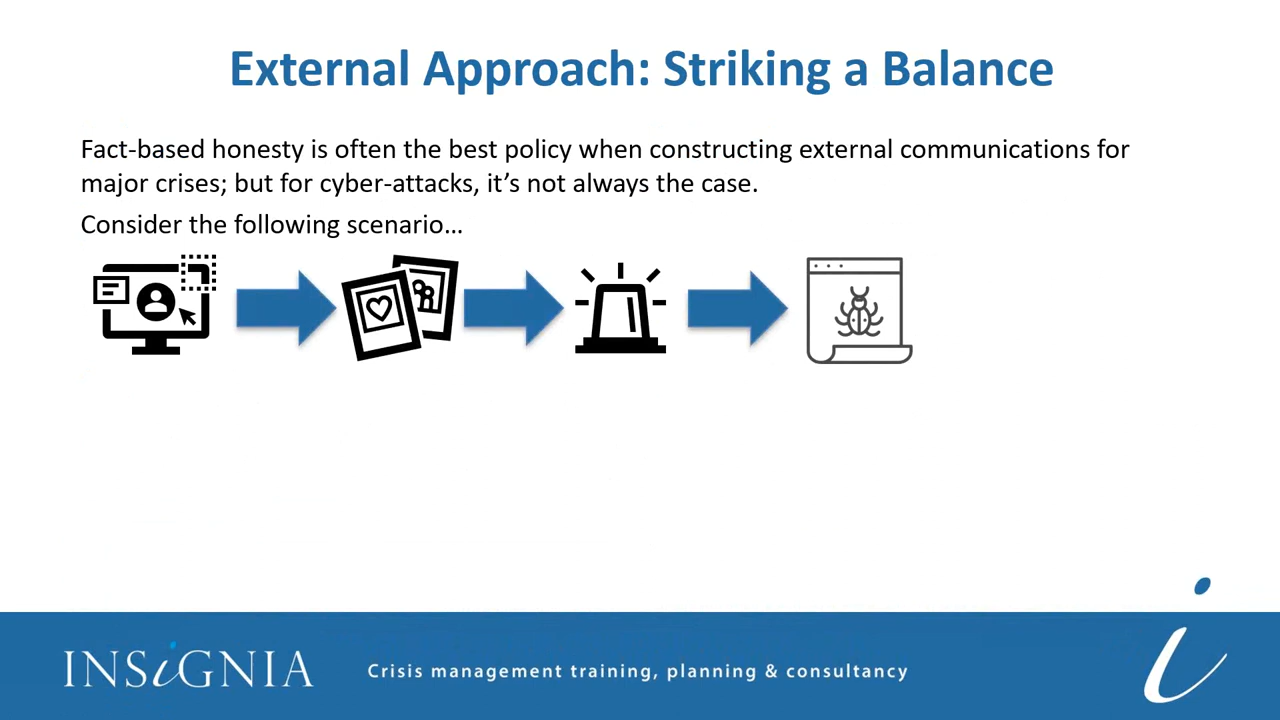 External Approach: Striking a Balance
Fact-based honesty is often the best policy when constructing external communications for
major crises; but for cyber-attacks, it’s not always the case.
Consider the following scenario…
INSiGNIA
Crisis management training, planning & consultancy
i